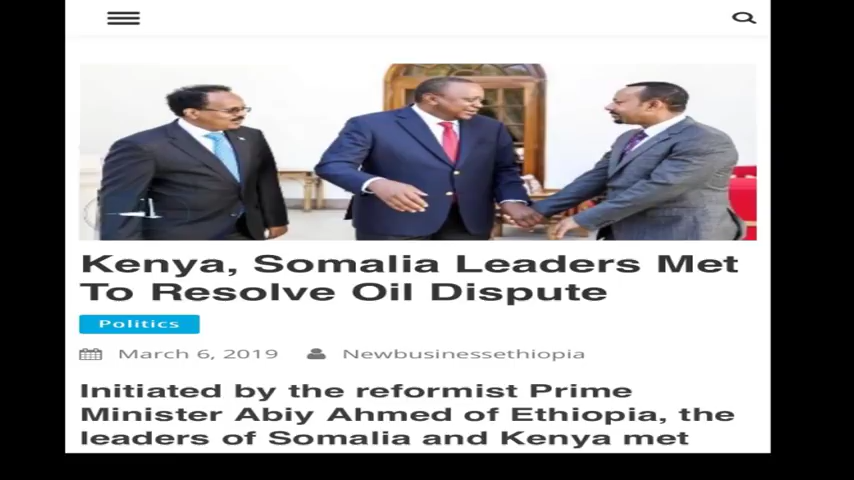 Kenya, Somalia Leaders Met
To Resolve Oil Dispute
Politics
March 6, 2019 Newbusinessethiopia
Initiated by the reformist Prime
Minister Abiy Ahmed of Ethiopia, the
leaders of Somalia and Kenya met